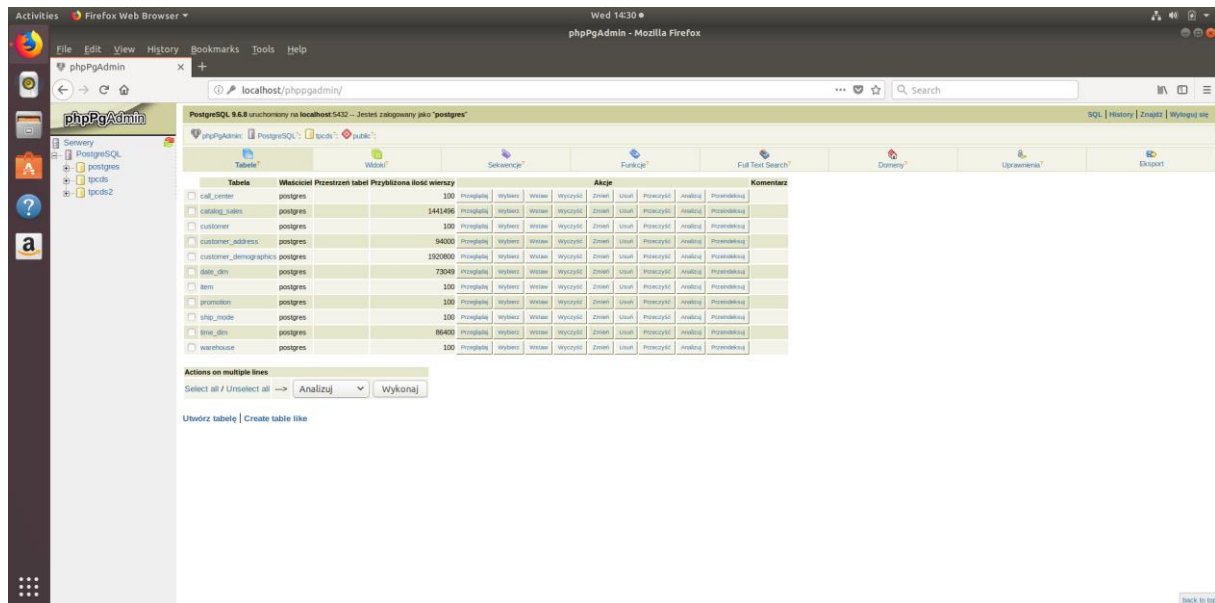 Activities Firefox Web Browser Wed 14:30
phpPgAdmin - Mozilla Firefox
File Edit View History Bookmarks Tools Help
phpPgAdmin
localhost/phppgadmin/ Search
phpPgAdmin
PostgreSQL 9.6.8 uruchomiony na localhost:5432 -- Jesteś zalogowany jako "postgres" SQL | History | Znajdź | Wyloguj się
phpPgAdmin: PostgreSQL?: tpcds?: public?:
Serwery
PostgreSQL
postgres
tpcds
tpcds2
Tabele? Widoki? Sekwencje? Funkcje? Full Text Search? Domeny? Uprawnienia? Eksport
Tabela Właściciel Przestrzeń tabel Przybliżona ilość wierszy Akcje Komentarz
call_center postgres 100 Przeglądaj Wybierz Wstaw Wyczyść Zmień Usuń Przeczyść Analizuj Przeindeksuj
catalog_sales postgres 1441496 Przeglądaj Wybierz Wstaw Wyczyść Zmień Usuń Przeczyść Analizuj Przeindeksuj
customer postgres 100 Przeglądaj Wybierz Wstaw Wyczyść Zmień Usuń Przeczyść Analizuj Przeindeksuj
customer_address postgres 94000 Przeglądaj Wybierz Wstaw Wyczyść Zmień Usuń Przeczyść Analizuj Przeindeksuj
customer_demographics postgres 1920800 Przeglądaj Wybierz Wstaw Wyczyść Zmień Usuń Przeczyść Analizuj Przeindeksuj
date_dim postgres 73049 Przeglądaj Wybierz Wstaw Wyczyść Zmień Usuń Przeczyść Analizuj Przeindeksuj
item postgres 100 Przeglądaj Wybierz Wstaw Wyczyść Zmień Usuń Przeczyść Analizuj Przeindeksuj
promotion postgres 100 Przeglądaj Wybierz Wstaw Wyczyść Zmień Usuń Przeczyść Analizuj Przeindeksuj
ship_mode postgres 100 Przeglądaj Wybierz Wstaw Wyczyść Zmień Usuń Przeczyść Analizuj Przeindeksuj
time_dim postgres 86400 Przeglądaj Wybierz Wstaw Wyczyść Zmień Usuń Przeczyść Analizuj Przeindeksuj
warehouse postgres 100 Przeglądaj Wybierz Wstaw Wyczyść Zmień Usuń Przeczyść Analizuj Przeindeksuj
Actions on multiple lines
Select all / Unselect all ---> Analizuj Wykonaj
Utwórz tabelę | Create table like
back to top